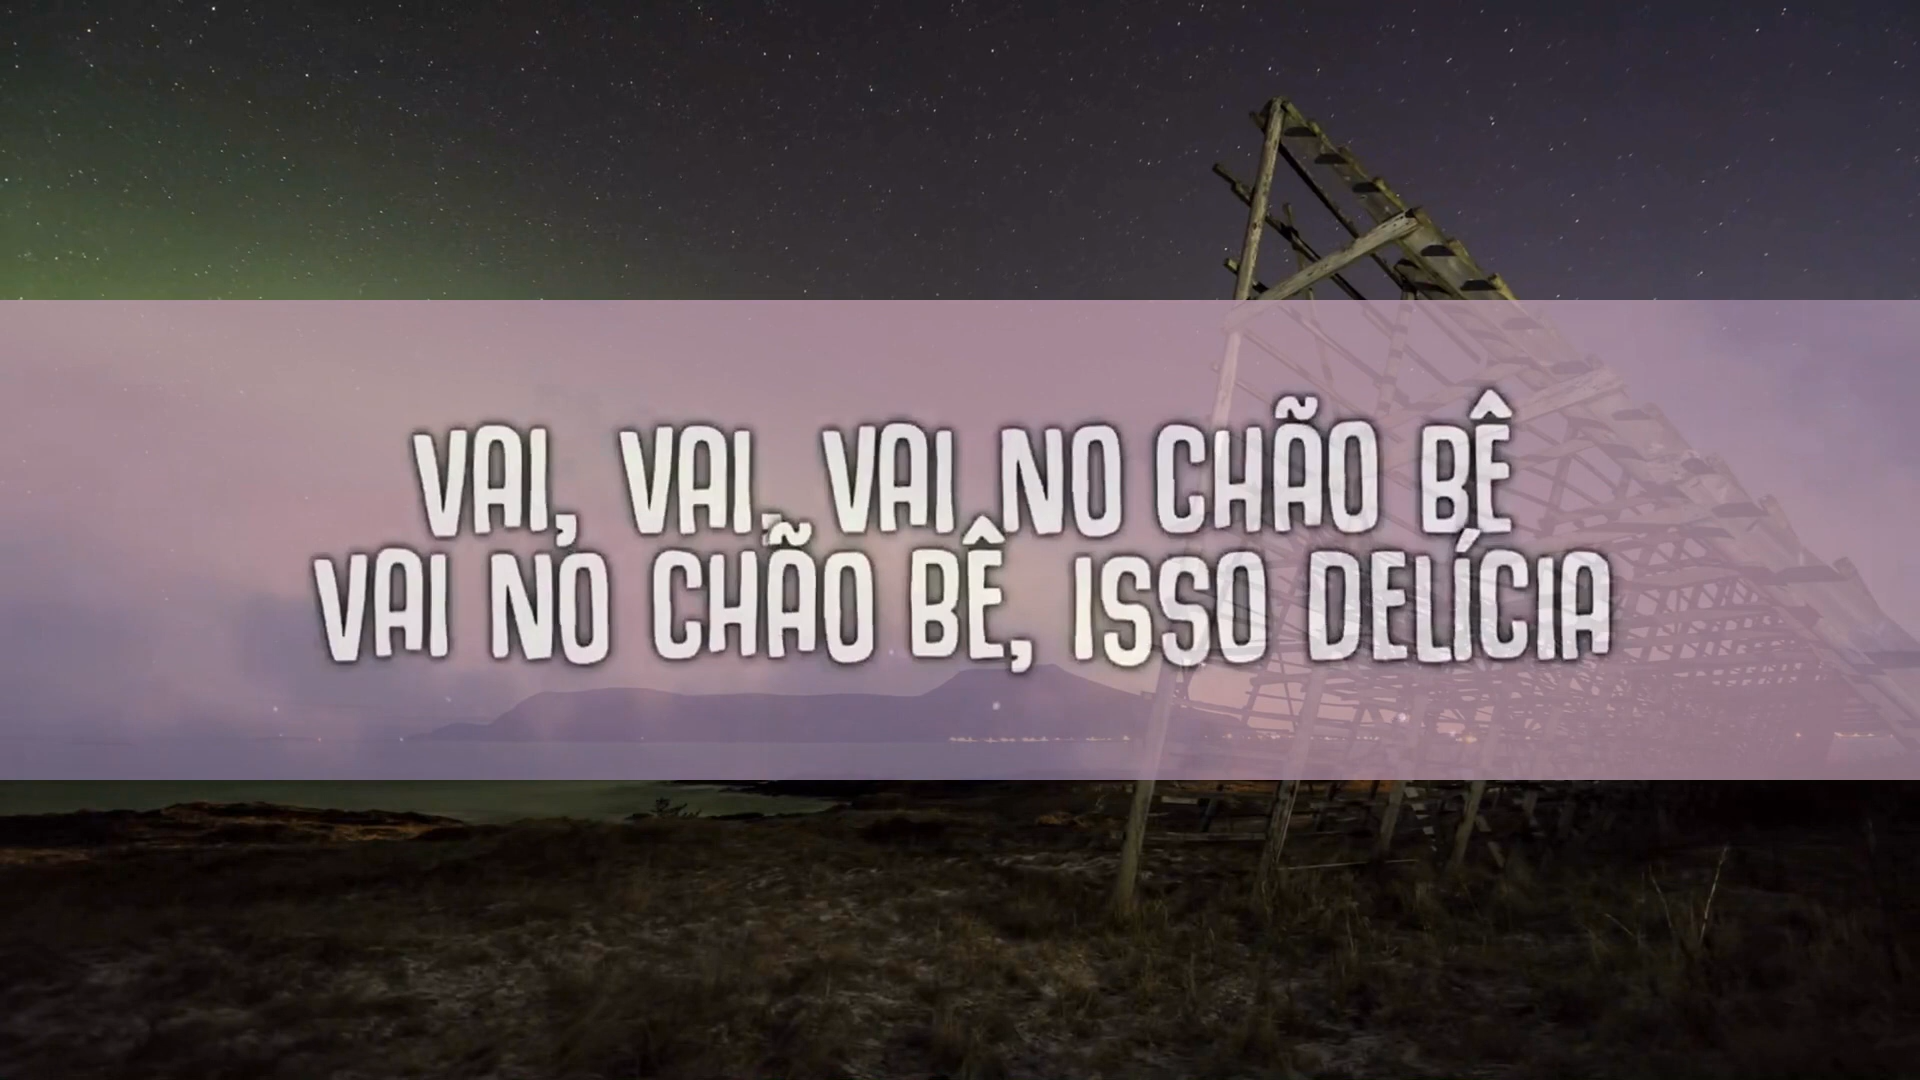 VAI, VAI, VAI NO CHÃO BÊ
VAI NO CHÃO BÊ, ISSO DELÍCIA